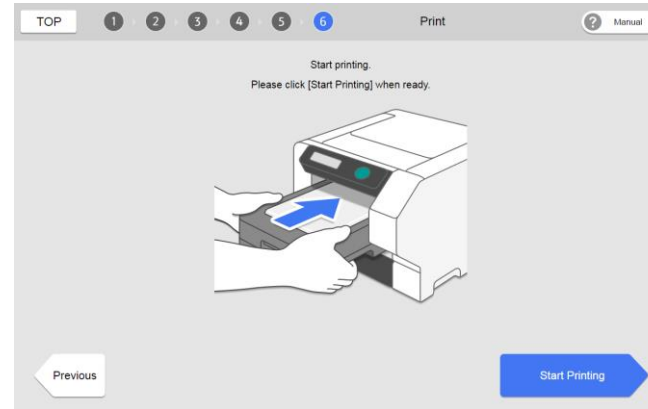 TOP 1 2 3 4 5 6 Print ? Manual
Start printing.
Please click [Start Printing] when ready.
Previous Start Printing